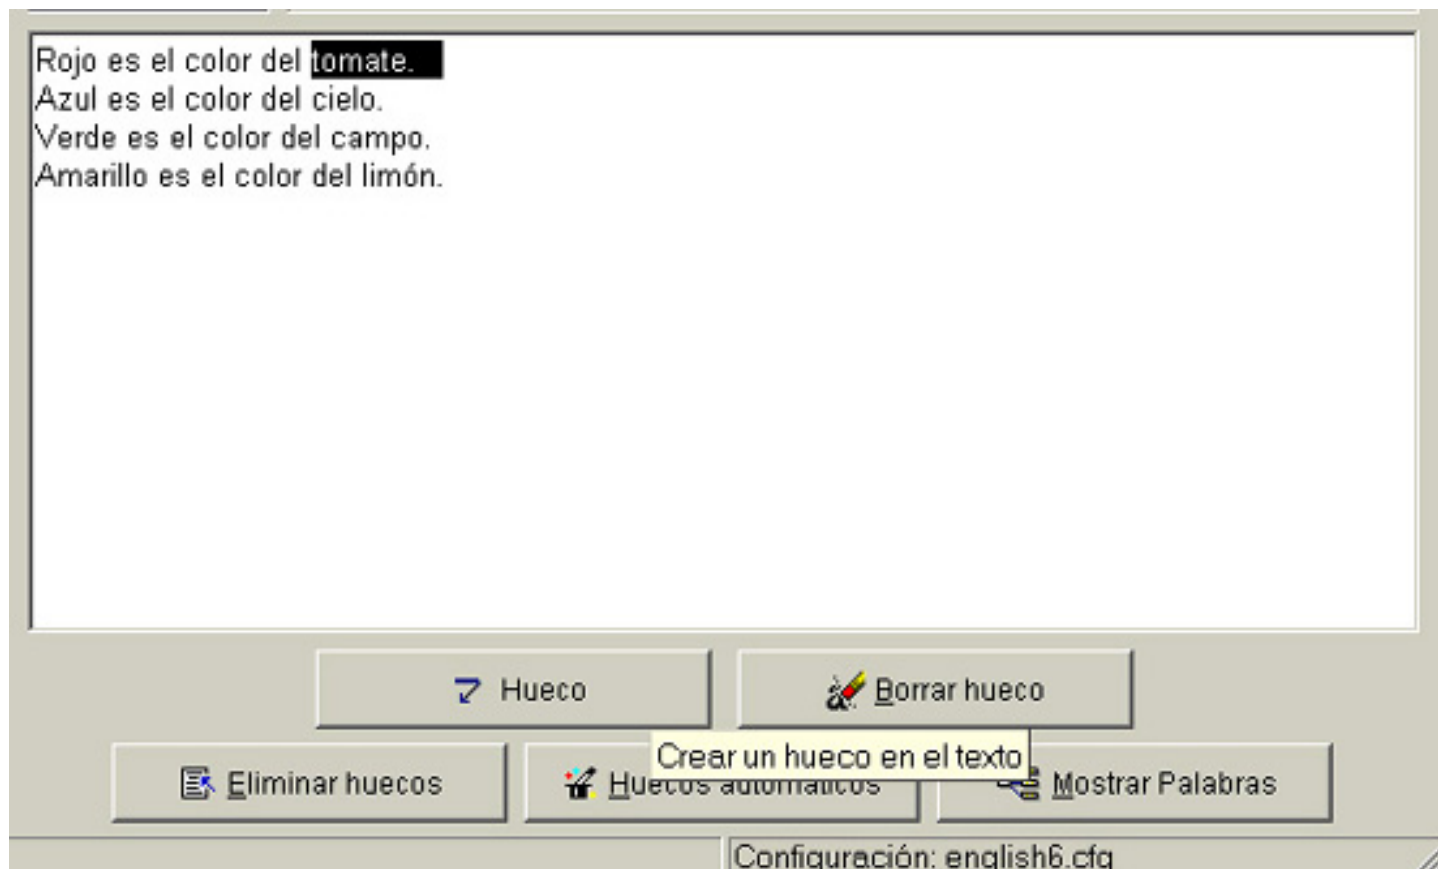 Rojo es el color del tomate.
Azul es el color del cielo.
Verde es el color del campo.
Amarillo es el color del limón.
Hueco
Borrar hueco
Crear un hueco en el texto
Eliminar huecos
Huecos automáticos
Mostrar Palabras
Configuración: english6.cfg